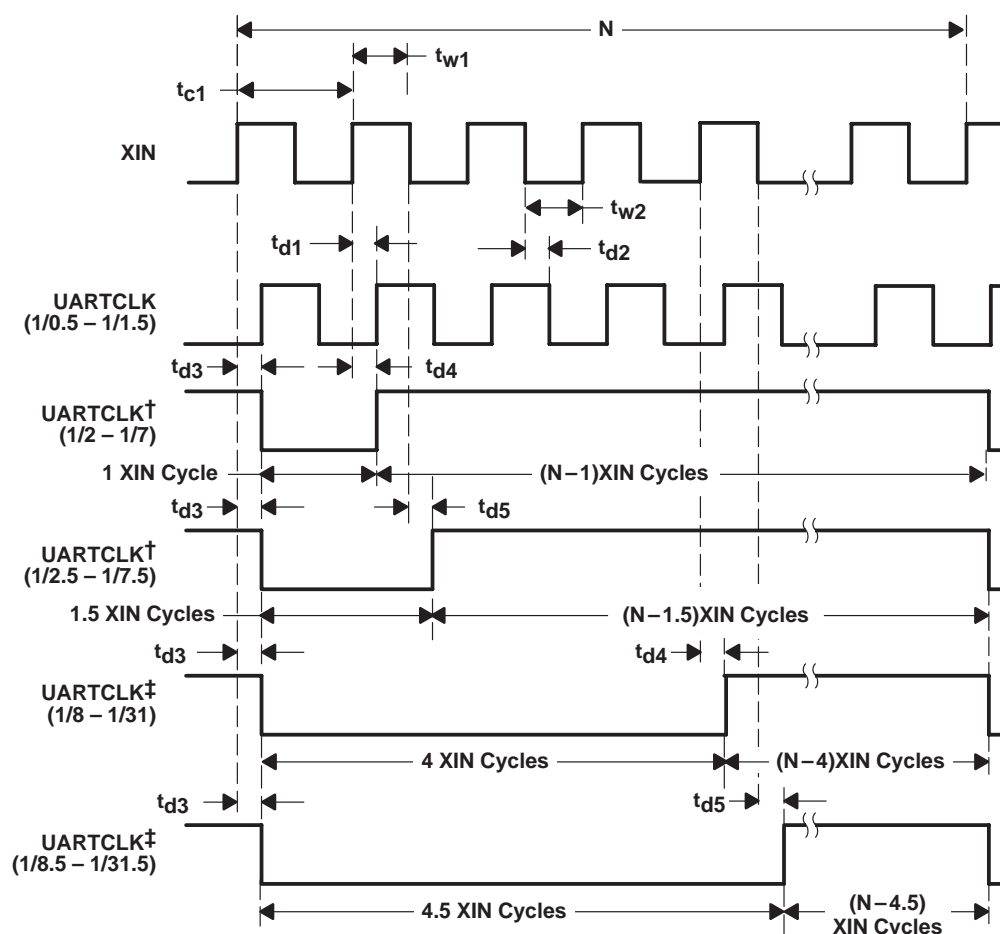 N
tw1
tc1
XIN
tw2
td1
td2
UARTCLK
(1/0.5 – 1/1.5)
td3
td4
UARTCLK†
(1/2 – 1/7)
1 XIN Cycle
(N–1)XIN Cycles
td3
td5
UARTCLK†
(1/2.5 – 1/7.5)
1.5 XIN Cycles
(N–1.5)XIN Cycles
td3
td4
UARTCLK‡
(1/8 – 1/31)
4 XIN Cycles
(N–4)XIN Cycles
td3
td5
UARTCLK‡
(1/8.5 – 1/31.5)
4.5 XIN Cycles
(N–4.5)
XIN Cycles